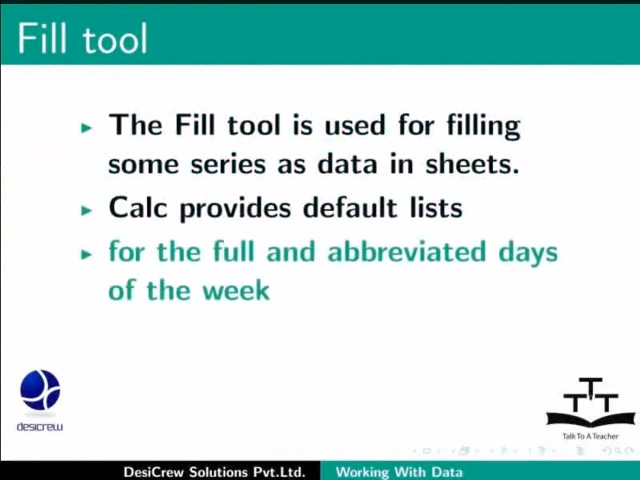 Fill tool
The Fill tool is used for filling
some series as data in sheets.
Calc provides default lists
for the full and abbreviated days
of the week
desicrew
TTT
Talk To A Teacher
DesiCrew Solutions Pvt.Ltd. Working With Data